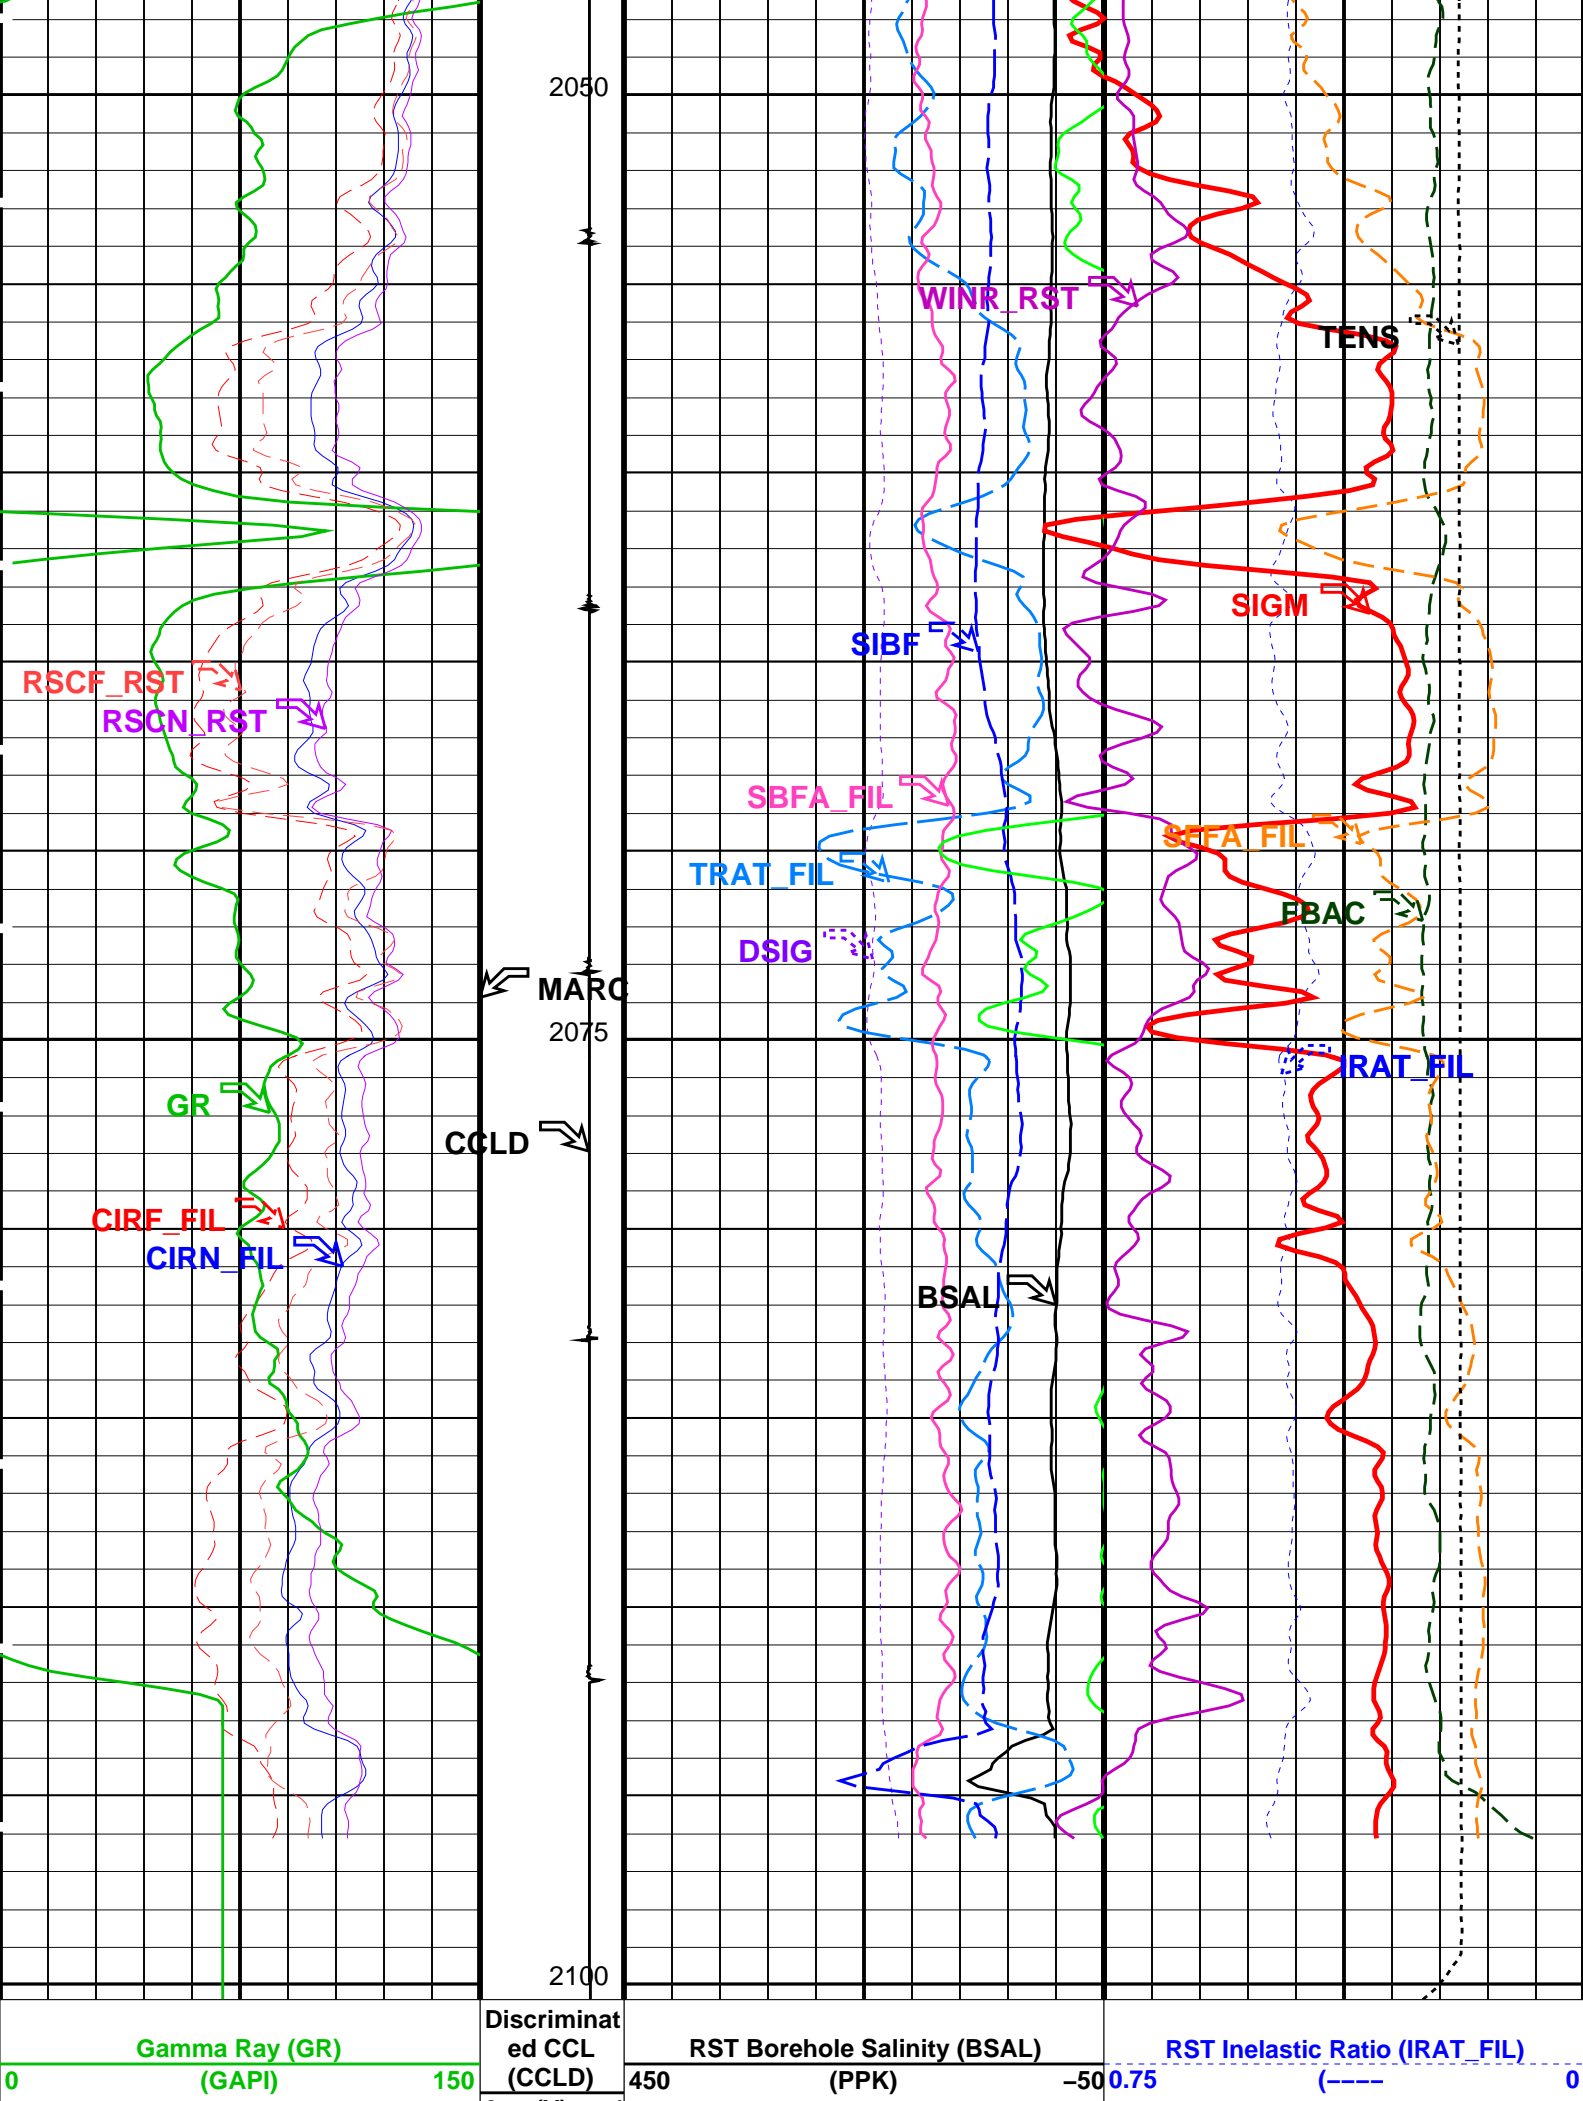 2050
WINR_RST
TENS
SIGM
SIBF
RSCF_RST
RSCN_RST
SBFA_FIL
SFFA_FIL
TRAT_FIL
FBAC
DSIG
MARC
2075
IRAT_FIL
GR
CCLD
CIRF_FIL
CIRN_FIL
BSAL
2100
Discriminat
ed CCL
(CCLD)
Gamma Ray (GR)
0 (GAPI) 150
RST Borehole Salinity (BSAL)
450 (PPK) −50
RST Inelastic Ratio (IRAT_FIL)
0.75 (−−−− 0